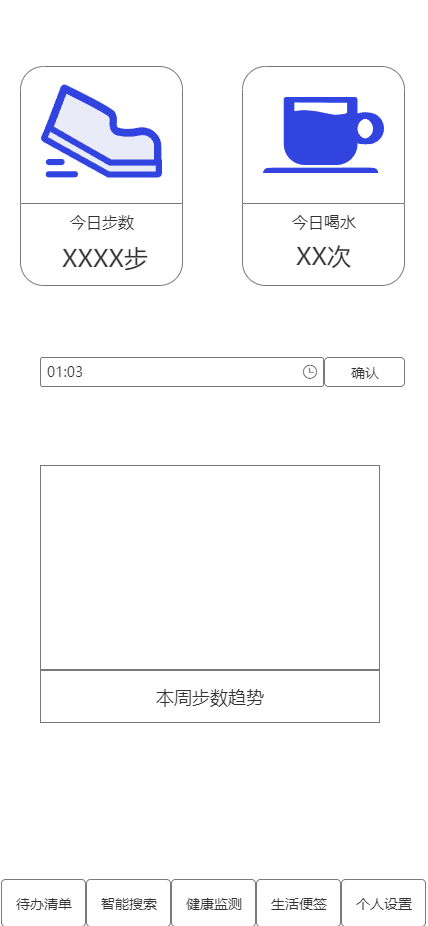 今日步数
XXXX步
今日喝水
XX次
01:03
确认
本周步数趋势
待办清单
智能搜索
健康监测
生活便签
个人设置